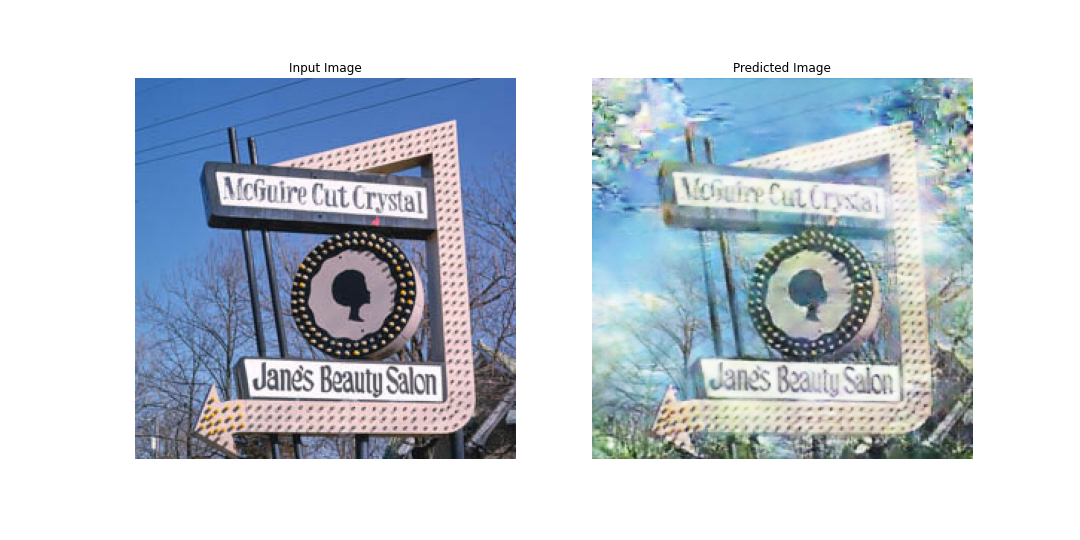 Input Image
McGuire Cut Crystal
Jane's Beauty Salon
Predicted Image
McGuire Cut Crystal
Jane's Beauty Salon